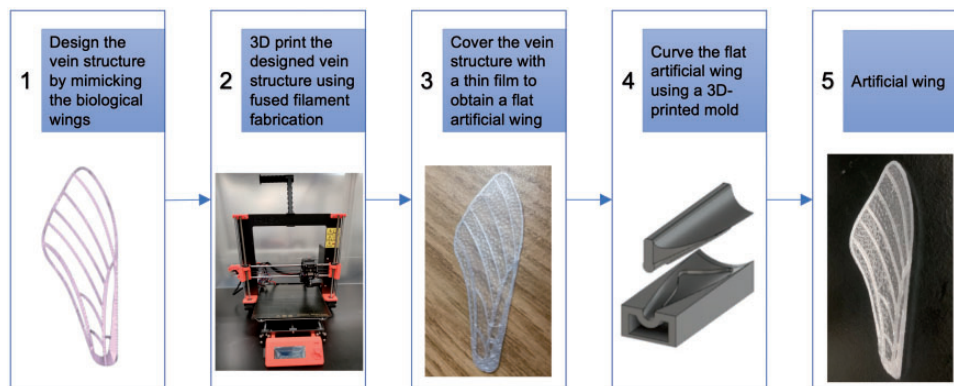 1
Design the
vein structure
by mimicking
the biological
wings
2
3D print the
designed vein
structure using
fused filament
fabrication
3
Cover the vein
structure with
a thin film to
obtain a flat
artificial wing
4
Curve the flat
artificial wing
using a 3D-
printed mold
5
Artificial wing